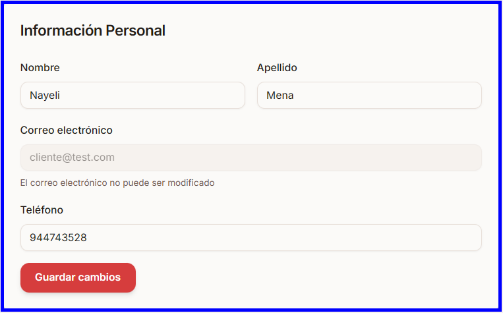 Información Personal
Nombre Apellido
Nayeli Mena
Correo electrónico
cliente@test.com
El correo electrónico no puede ser modificado
Teléfono
944743528
Guardar cambios